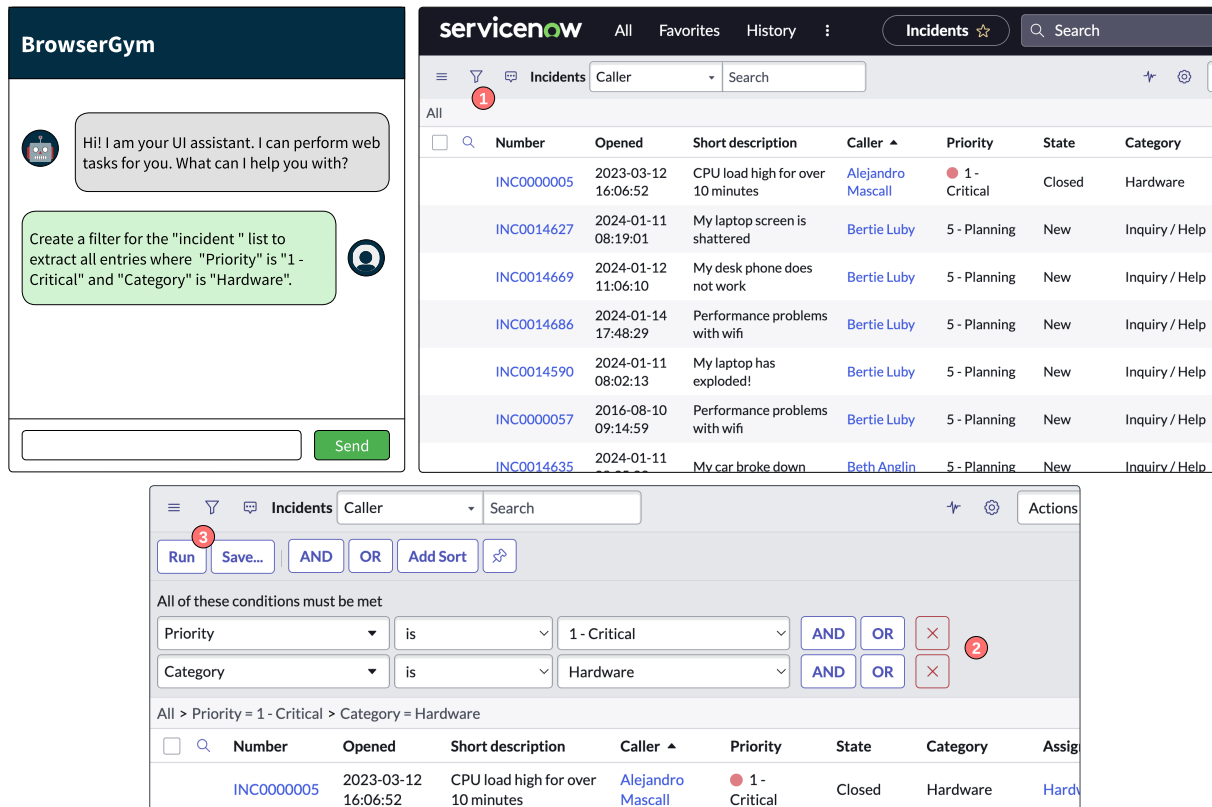 BrowserGym
Hi! I am your UI assistant. I can perform web
tasks for you. What can I help you with?
Create a filter for the "incident " list to
extract all entries where "Priority" is "1 -
Critical" and "Category" is "Hardware".
Send
servicenow All Favorites History Incidents Search
Incidents Caller Search
1
All
Number Opened Short description Caller Priority State Category
INC0000005 2023-03-12 16:06:52 CPU load high for over 10 minutes Alejandro Mascall 1 - Critical Closed Hardware
INC0014627 2024-01-11 08:19:01 My laptop screen is shattered Bertie Luby 5 - Planning New Inquiry / Help
INC0014669 2024-01-12 11:06:10 My desk phone does not work Bertie Luby 5 - Planning New Inquiry / Help
INC0014686 2024-01-14 17:48:29 Performance problems with wifi Bertie Luby 5 - Planning New Inquiry / Help
INC0014590 2024-01-11 08:02:13 My laptop has exploded! Bertie Luby 5 - Planning New Inquiry / Help
INC0000057 2016-08-10 09:14:59 Performance problems with wifi Bertie Luby 5 - Planning New Inquiry / Help
INC0014635 2024-01-11 My car broke down Beth Anglin 5 - Planning New Inquiry / Help
Incidents Caller Search Actions
3
Run Save... AND OR Add Sort
All of these conditions must be met
Priority is 1 - Critical AND OR
2
Category is Hardware AND OR
All > Priority = 1 - Critical > Category = Hardware
Number Opened Short description Caller Priority State Category Assig
INC0000005 2023-03-12 16:06:52 CPU load high for over 10 minutes Alejandro Mascall 1 - Critical Closed Hardware Hardw